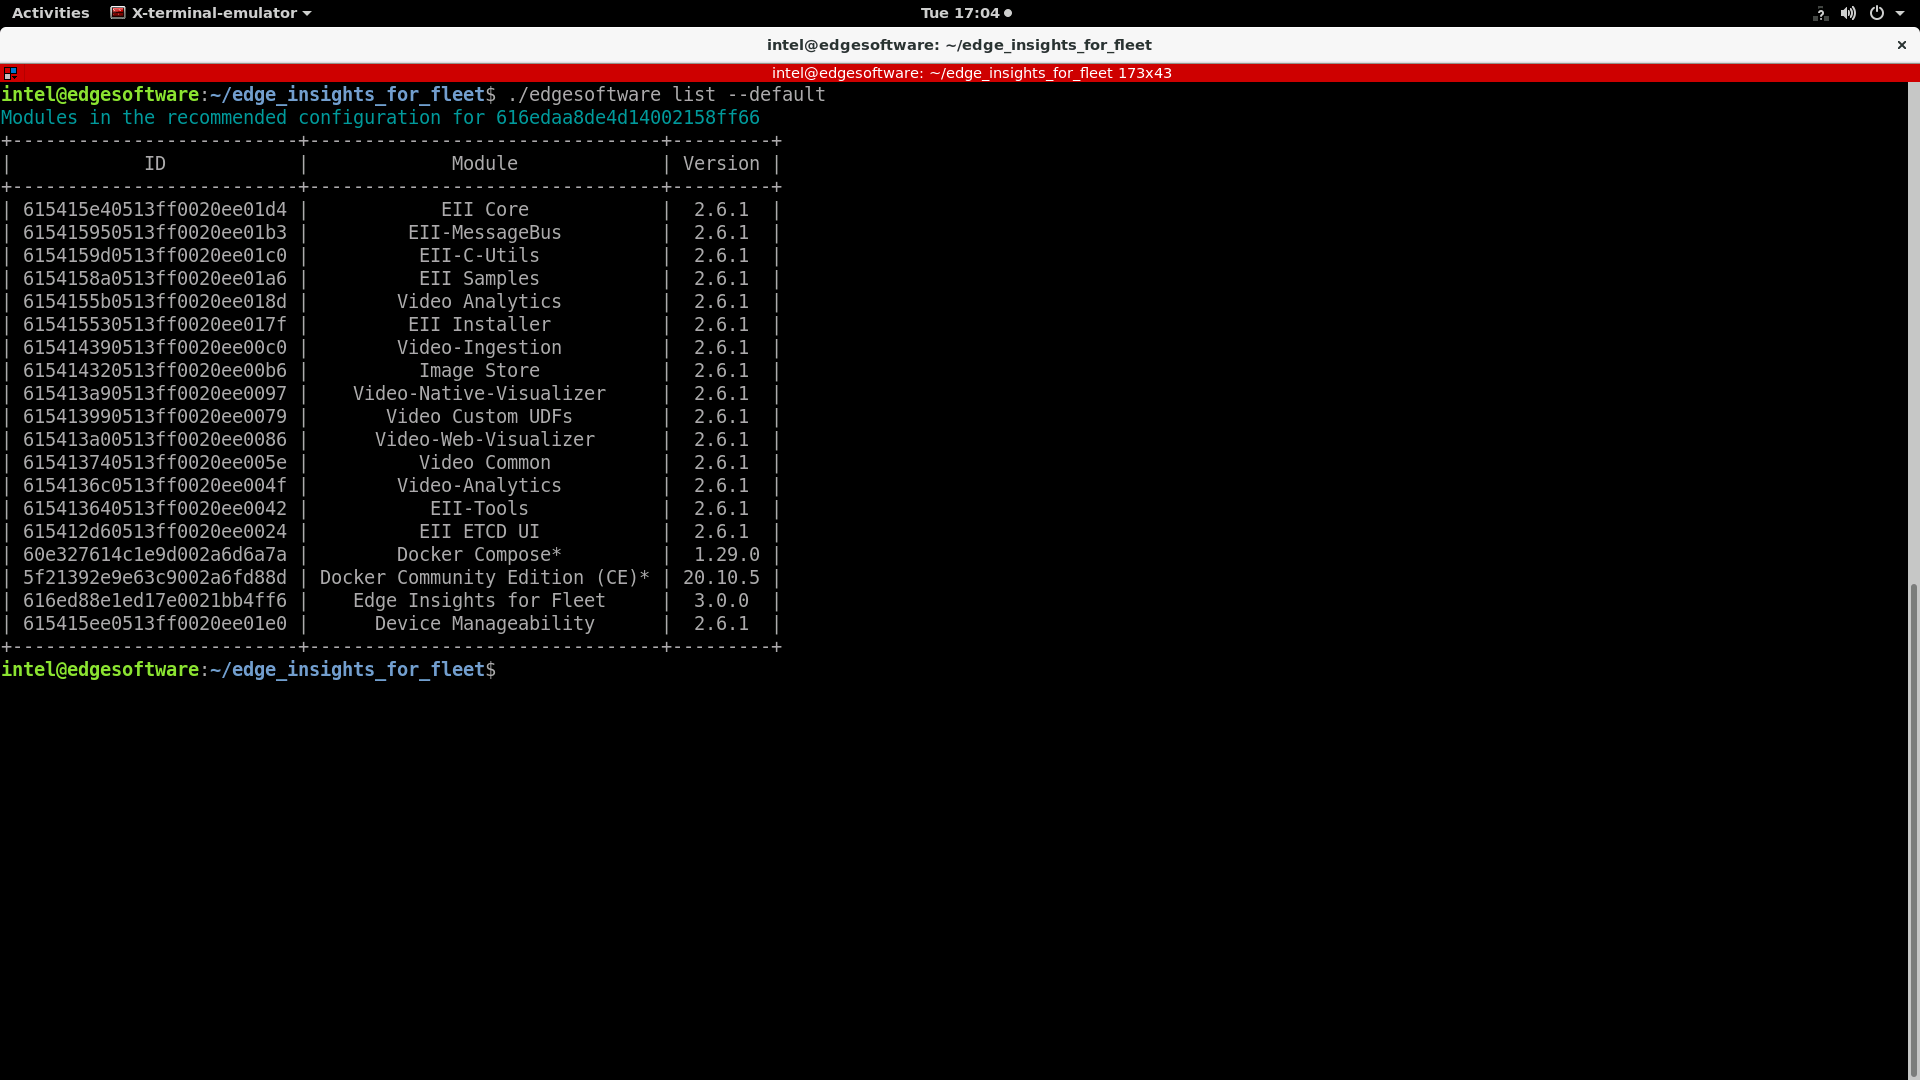 Activities X-terminal-emulator Tue 17:04
intel@edgesoftware: ~/edge_insights_for_fleet
intel@edgesoftware: ~/edge_insights_for_fleet 173x43
intel@edgesoftware:~/edge_insights_for_fleet$ ./edgesoftware list --default
Modules in the recommended configuration for 616edaa8de4d14002158ff66
+--------------------------+--------------------------------+---------+
| ID | Module | Version |
+--------------------------+--------------------------------+---------+
| 615415e40513ff0020ee01d4 | EII Core | 2.6.1 |
| 615415950513ff0020ee01b3 | EII-MessageBus | 2.6.1 |
| 6154159d0513ff0020ee01c0 | EII-C-Utils | 2.6.1 |
| 6154158a0513ff0020ee01a6 | EII Samples | 2.6.1 |
| 6154155b0513ff0020ee018d | Video Analytics | 2.6.1 |
| 615415530513ff0020ee017f | EII Installer | 2.6.1 |
| 615414390513ff0020ee00c0 | Video-Ingestion | 2.6.1 |
| 615414320513ff0020ee00b6 | Image Store | 2.6.1 |
| 615413a90513ff0020ee0097 | Video-Native-Visualizer | 2.6.1 |
| 615413990513ff0020ee0079 | Video Custom UDFs | 2.6.1 |
| 615413a00513ff0020ee0086 | Video-Web-Visualizer | 2.6.1 |
| 615413740513ff0020ee005e | Video Common | 2.6.1 |
| 6154136c0513ff0020ee004f | Video-Analytics | 2.6.1 |
| 615413640513ff0020ee0042 | EII-Tools | 2.6.1 |
| 615412d60513ff0020ee0024 | EII ETCD UI | 2.6.1 |
| 60e327614c1e9d002a6d6a7a | Docker Compose* | 1.29.0 |
| 5f21392e9e63c9002a6fd88d | Docker Community Edition (CE)* | 20.10.5 |
| 616ed88e1ed17e0021bb4ff6 | Edge Insights for Fleet | 3.0.0 |
| 615415ee0513ff0020ee01e0 | Device Manageability | 2.6.1 |
+--------------------------+--------------------------------+---------+
intel@edgesoftware:~/edge_insights_for_fleet$